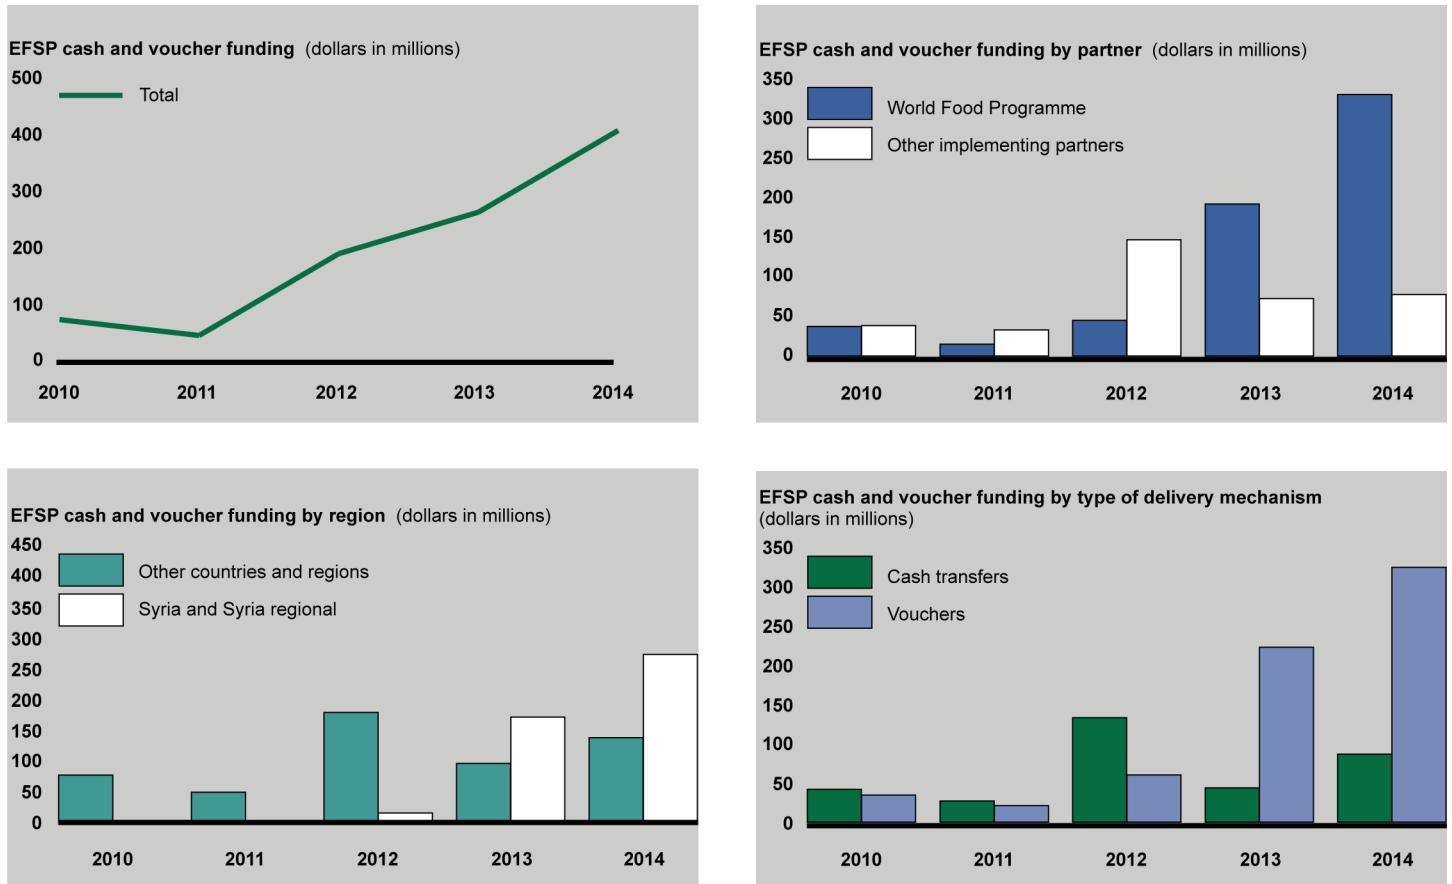 EFSP cash and voucher funding (dollars in millions)
500
Total
400
300
200
100
0
2010 2011 2012 2013 2014
EFSP cash and voucher funding by partner (dollars in millions)
350
World Food Programme
300
Other implementing partners
250
200
150
100
50
0
2010 2011 2012 2013 2014
EFSP cash and voucher funding by region (dollars in millions)
450
Other countries and regions
400
350
Syria and Syria regional
300
250
200
150
100
50
0
2010 2011 2012 2013 2014
EFSP cash and voucher funding by type of delivery mechanism
(dollars in millions)
350
Cash transfers
300
Vouchers
250
200
150
100
50
0
2010 2011 2012 2013 2014